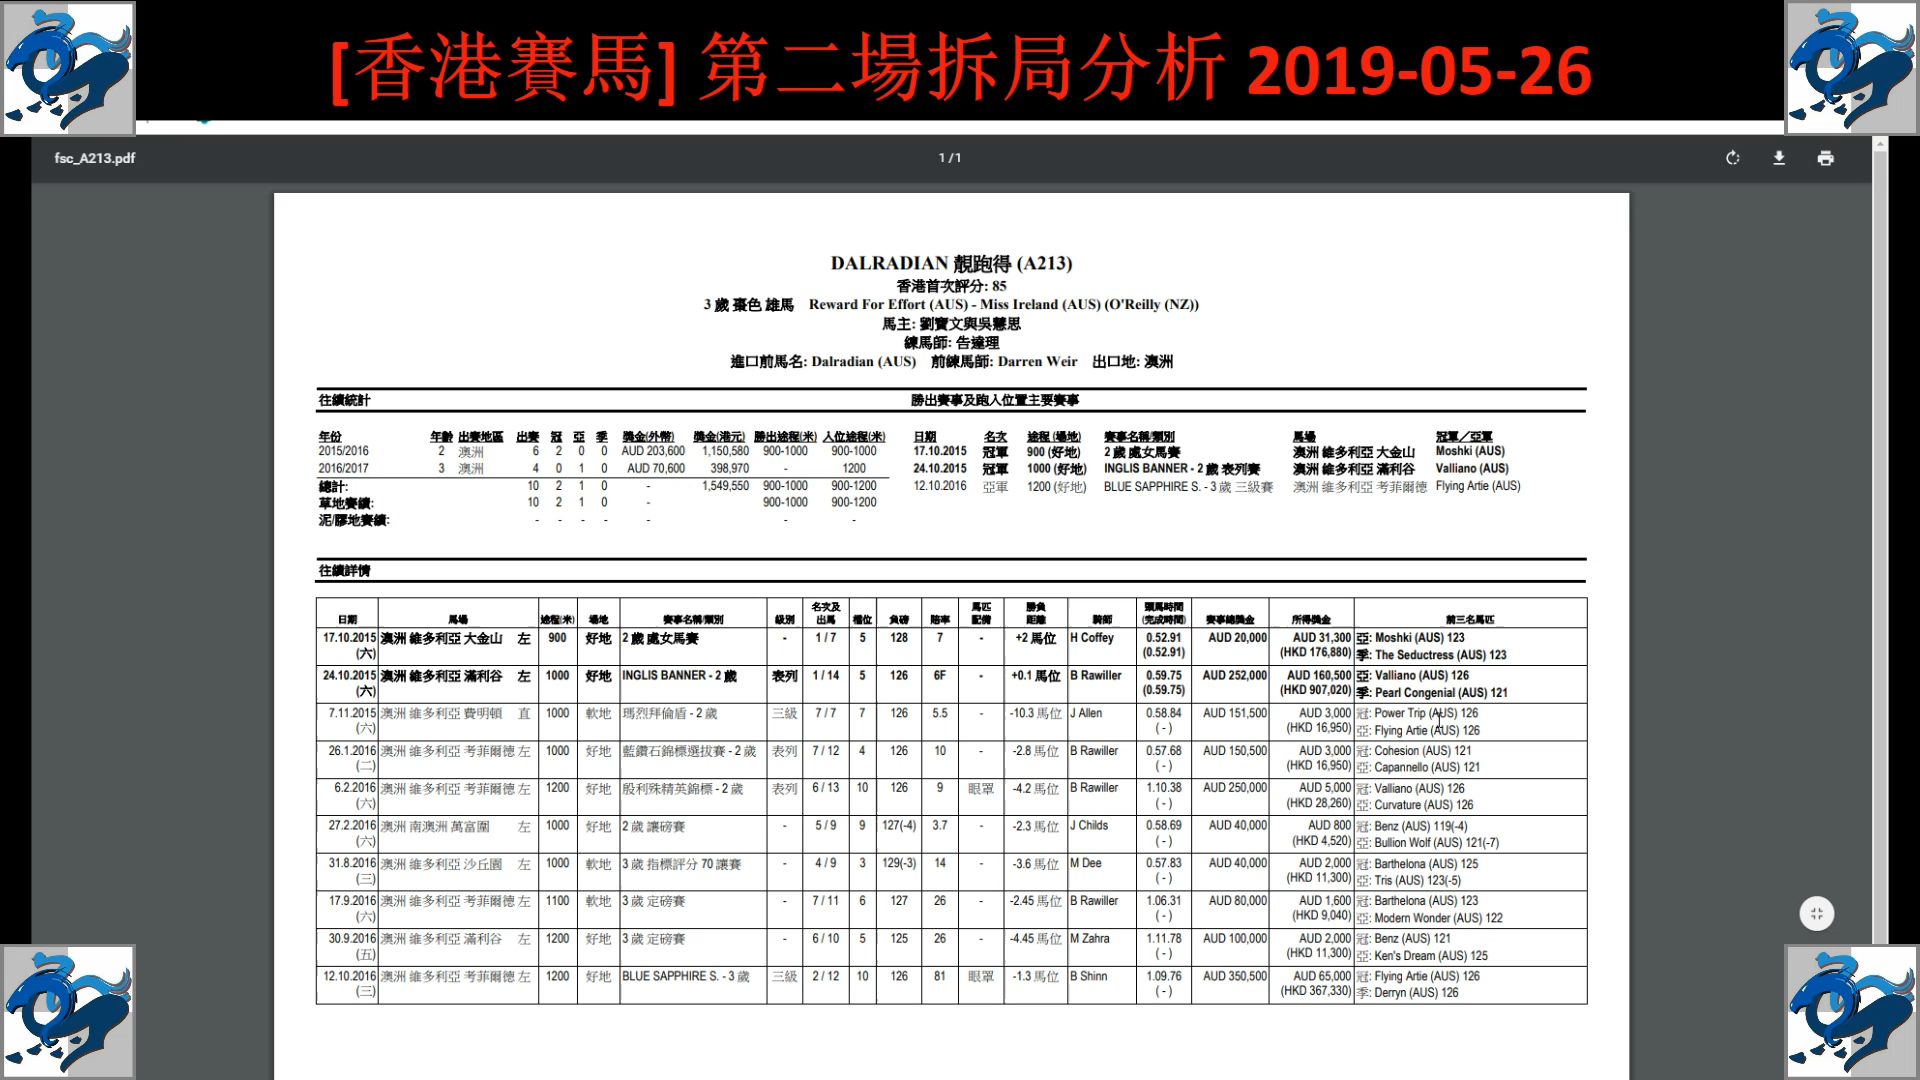 [香港賽馬] 第二場拆局分析 2019-05-26
fsc_A213.pdf 1 / 1
DALRADIAN 靚跑得 (A213)
香港首次評分: 85
3 歲 棗色 雄馬 Reward For Effort (AUS) - Miss Ireland (AUS) (O'Reilly (NZ))
馬主: 劉寶文與吳慧思
練馬師: 告達理
進口前馬名: Dalradian (AUS) 前練馬師: Darren Weir 出口地: 澳洲
往績統計 勝出賽事及跑入位置主要賽事
年份 年齡 出賽地區 出賽 冠 亞 季 獎金(外幣) 獎金(港元) 勝出途程(米) 入位途程(米) 日期 名次 途程 (場地) 賽事名稱/類別 馬場 冠軍／亞軍
2015/2016 2 澳洲 6 2 0 0 AUD 203,600 1,150,580 900-1000 900-1000 17.10.2015 冠軍 900 (好地) 2 歲 處女馬賽 澳洲 維多利亞 大金山 Moshki (AUS)
2016/2017 3 澳洲 4 0 1 0 AUD 70,600 398,970 - 1200 24.10.2015 冠軍 1000 (好地) INGLIS BANNER - 2 歲 表列賽 澳洲 維多利亞 滿利谷 Valliano (AUS)
總計: 10 2 1 0 - 1,549,550 900-1000 900-1200 12.10.2016 亞軍 1200 (好地) BLUE SAPPHIRE S. - 3 歲 三級賽 澳洲 維多利亞 考菲爾德 Flying Artie (AUS)
草地賽績: 10 2 1 0 - 900-1000 900-1200
泥/膠地賽績: - - - - - - -
往績詳情
日期 馬場 途程(米) 場地 賽事名稱/類別 級別 名次及出馬 檔位 負磅 賠率 馬匹配備 勝負距離 騎師 頭馬時間(完成時間) 賽事總獎金 所得獎金 前三名馬匹
17.10.2015 澳洲 維多利亞 大金山 左 900 好地 2 歲 處女馬賽 - 1 / 7 5 128 7 - +2 馬位 H Coffey 0.52.91 AUD 20,000 AUD 31,300 亞: Moshki (AUS) 123
(六) (0.52.91) (HKD 176,880) 季: The Seductress (AUS) 123
24.10.2015 澳洲 維多利亞 滿利谷 左 1000 好地 INGLIS BANNER - 2 歲 表列 1 / 14 5 126 6F - +0.1 馬位 B Rawiller 0.59.75 AUD 252,000 AUD 160,500 亞: Valliano (AUS) 126
(六) (0.59.75) (HKD 907,020) 季: Pearl Congenial (AUS) 121
7.11.2015 澳洲 維多利亞 費明頓 直 1000 軟地 瑪烈拜倫盾 - 2 歲 三級 7 / 7 7 126 5.5 - -10.3 馬位 J Allen 0.58.84 AUD 151,500 AUD 3,000 冠: Power Trip (AUS) 126
(六) ( - ) (HKD 16,950) 亞: Flying Artie (AUS) 126
26.1.2016 澳洲 維多利亞 考菲爾德 左 1000 好地 藍鑽石錦標選拔賽 - 2 歲 表列 7 / 12 4 126 10 - -2.8 馬位 B Rawiller 0.57.68 AUD 150,500 AUD 3,000 冠: Cohesion (AUS) 121
(二) ( - ) (HKD 16,950) 亞: Capannello (AUS) 121
6.2.2016 澳洲 維多利亞 考菲爾德 左 1200 好地 殷利殊精英錦標 - 2 歲 表列 6 / 13 10 126 9 眼罩 -4.2 馬位 B Rawiller 1.10.38 AUD 250,000 AUD 5,000 冠: Valliano (AUS) 126
(六) ( - ) (HKD 28,260) 亞: Curvature (AUS) 126
27.2.2016 澳洲 南澳洲 萬富圍 左 1000 好地 2 歲 讓磅賽 - 5 / 9 9 127(-4) 3.7 - -2.3 馬位 J Childs 0.58.69 AUD 40,000 AUD 800 冠: Benz (AUS) 119(-4)
(六) ( - ) (HKD 4,520) 亞: Bullion Wolf (AUS) 121(-7)
31.8.2016 澳洲 維多利亞 沙丘園 左 1000 軟地 3 歲 指標評分 70 讓賽 - 4 / 9 3 129(-3) 14 - -3.6 馬位 M Dee 0.57.83 AUD 40,000 AUD 2,000 冠: Barthelona (AUS) 125
(三) ( - ) (HKD 11,300) 亞: Tris (AUS) 123(-5)
17.9.2016 澳洲 維多利亞 考菲爾德 左 1100 軟地 3 歲 定磅賽 - 7 / 11 6 127 26 - -2.45 馬位 B Rawiller 1.06.31 AUD 80,000 AUD 1,600 冠: Barthelona (AUS) 123
(六) ( - ) (HKD 9,040) 亞: Modern Wonder (AUS) 122
30.9.2016 澳洲 維多利亞 滿利谷 左 1200 好地 3 歲 定磅賽 - 6 / 10 5 125 26 - -4.45 馬位 M Zahra 1.11.78 AUD 100,000 AUD 2,000 冠: Benz (AUS) 121
(五) ( - ) (HKD 11,300) 亞: Ken's Dream (AUS) 125
12.10.2016 澳洲 維多利亞 考菲爾德 左 1200 好地 BLUE SAPPHIRE S. - 3 歲 三級 2 / 12 10 126 81 眼罩 -1.3 馬位 B Shinn 1.09.76 AUD 350,500 AUD 65,000 冠: Flying Artie (AUS) 126
(三) ( - ) (HKD 367,330) 季: Derryn (AUS) 126